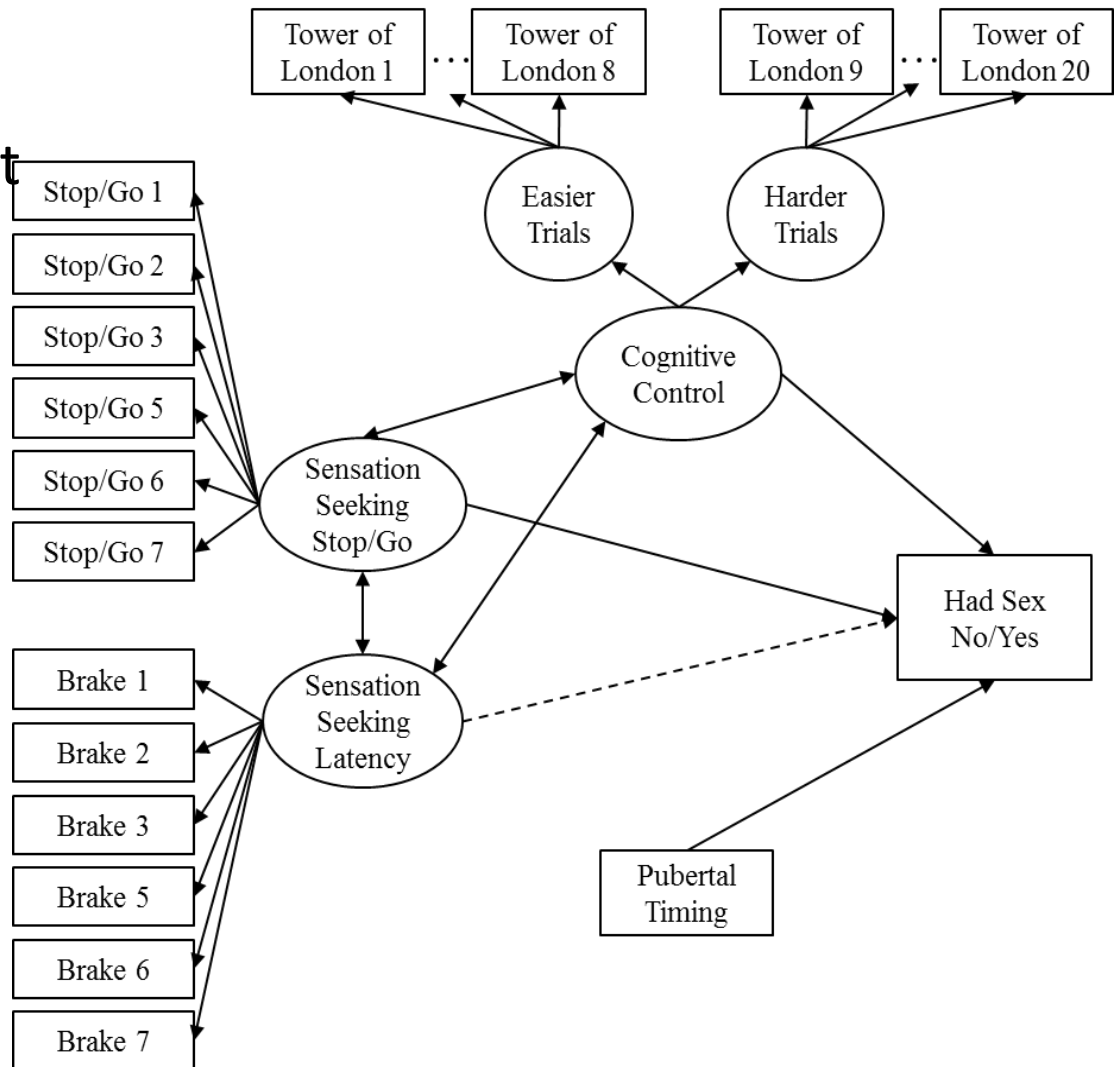 Tower of
London 1
...
Tower of
London 8
Tower of
London 9
...
Tower of
London 20
t
Stop/Go 1
Stop/Go 2
Stop/Go 3
Stop/Go 5
Stop/Go 6
Stop/Go 7
Easier
Trials
Harder
Trials
Cognitive
Control
Sensation
Seeking
Stop/Go
Had Sex
No/Yes
Brake 1
Brake 2
Brake 3
Brake 5
Brake 6
Brake 7
Sensation
Seeking
Latency
Pubertal
Timing